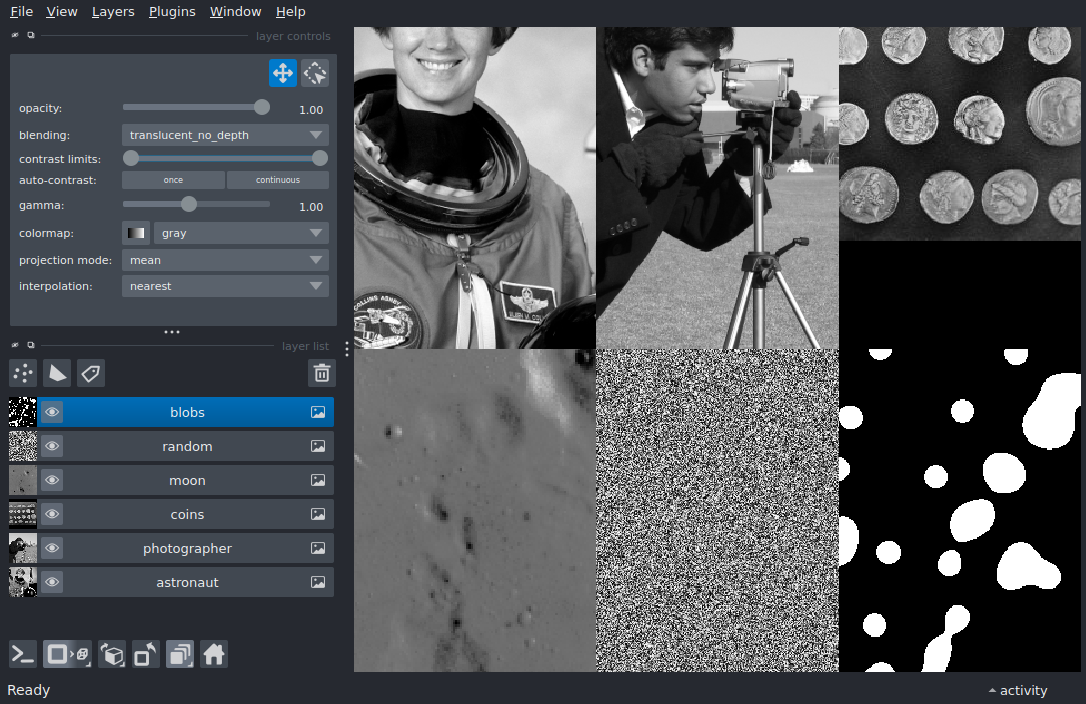 File View Layers Plugins Window Help
layer controls
opacity: 1.00
blending: translucent_no_depth
contrast limits:
auto-contrast: once continuous
gamma: 1.00
colormap: gray
projection mode: mean
interpolation: nearest
layer list
blobs
random
moon
coins
photographer
astronaut
Ready
activity